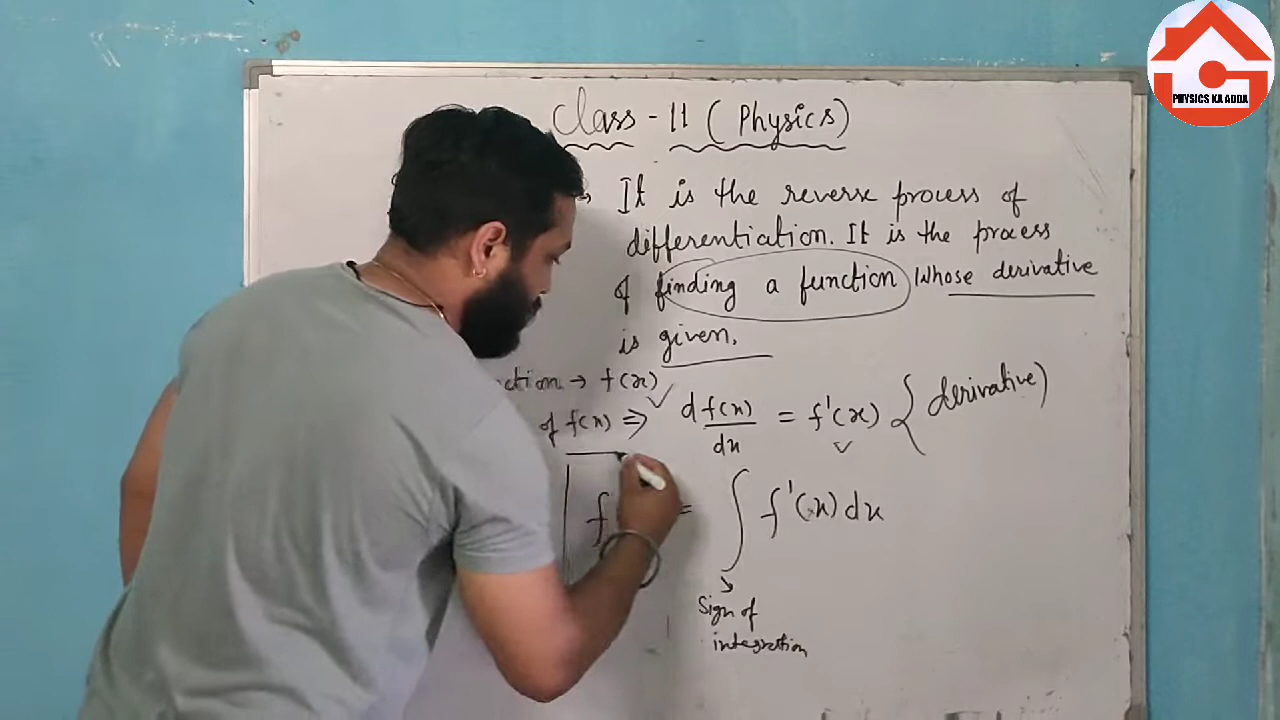 PHYSICS KA ADDA
Class - 11 (Physics)
It is the reverse process of
differentiation. It is the process
of finding a function Whose derivative
is given.
ction → f(x)
of f(x) ⇒ df(x)/dx = f'(x) { derivative)
f = ∫ f'(x) dx
Sign of
integration